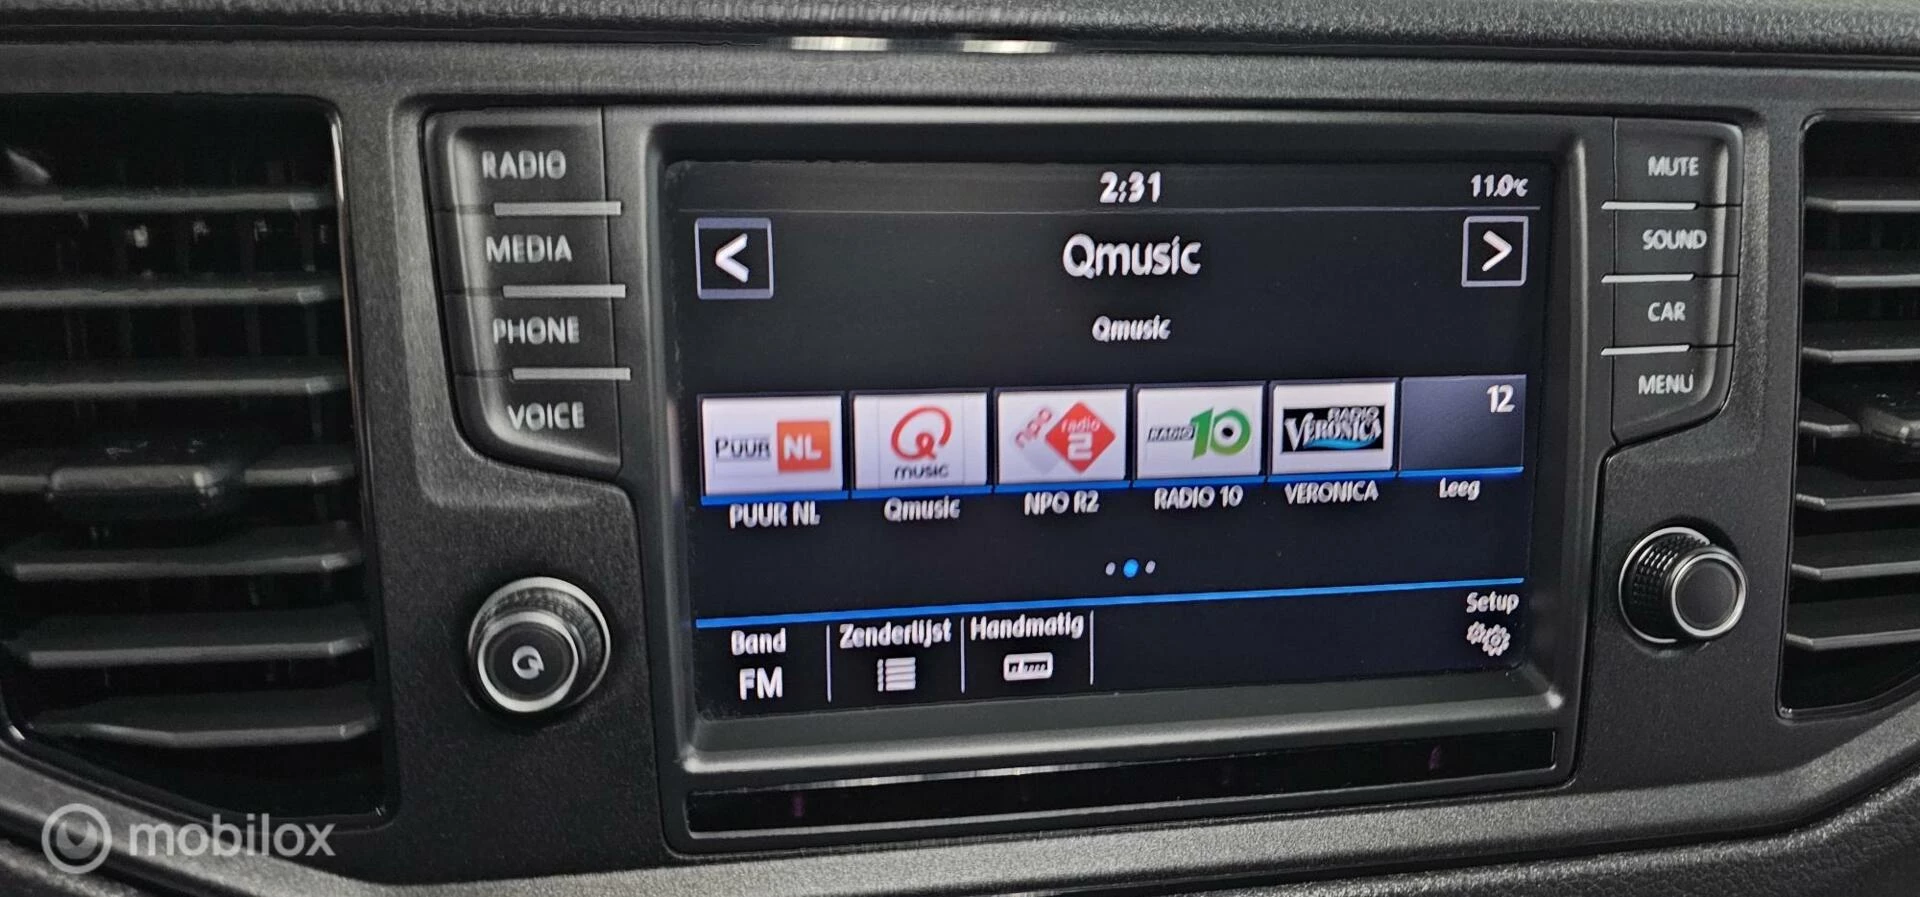 RADIO
MEDIA
PHONE
VOICE
2:31
11.0°C
<
Qmusic
>
Qmusic
PUUR NL
Q music
npo radio 2
RADIO 10
RADIO VERONICA
12
PUUR NL
Qmusic
NPO R2
RADIO 10
VERONICA
Leeg
Band
FM
Zenderlijst
Handmatig
Setup
MUTE
SOUND
CAR
MENU
mobilox